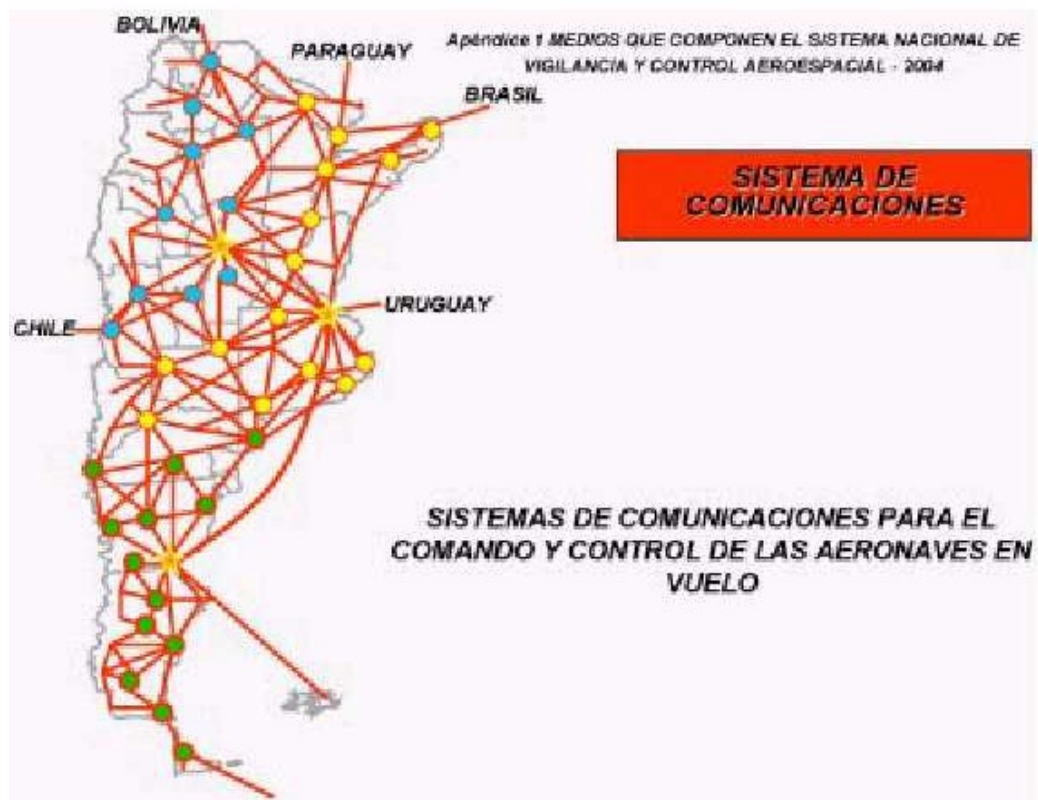 BOLIVIA
PARAGUAY
Apéndice 1 MEDIOS QUE COMPONEN EL SISTEMA NACIONAL DE
VIGILANCIA Y CONTROL AEROESPACIAL - 2004
BRASIL
SISTEMA DE
COMUNICACIONES
URUGUAY
CHILE
SISTEMAS DE COMUNICACIONES PARA EL
COMANDO Y CONTROL DE LAS AERONAVES EN
VUELO